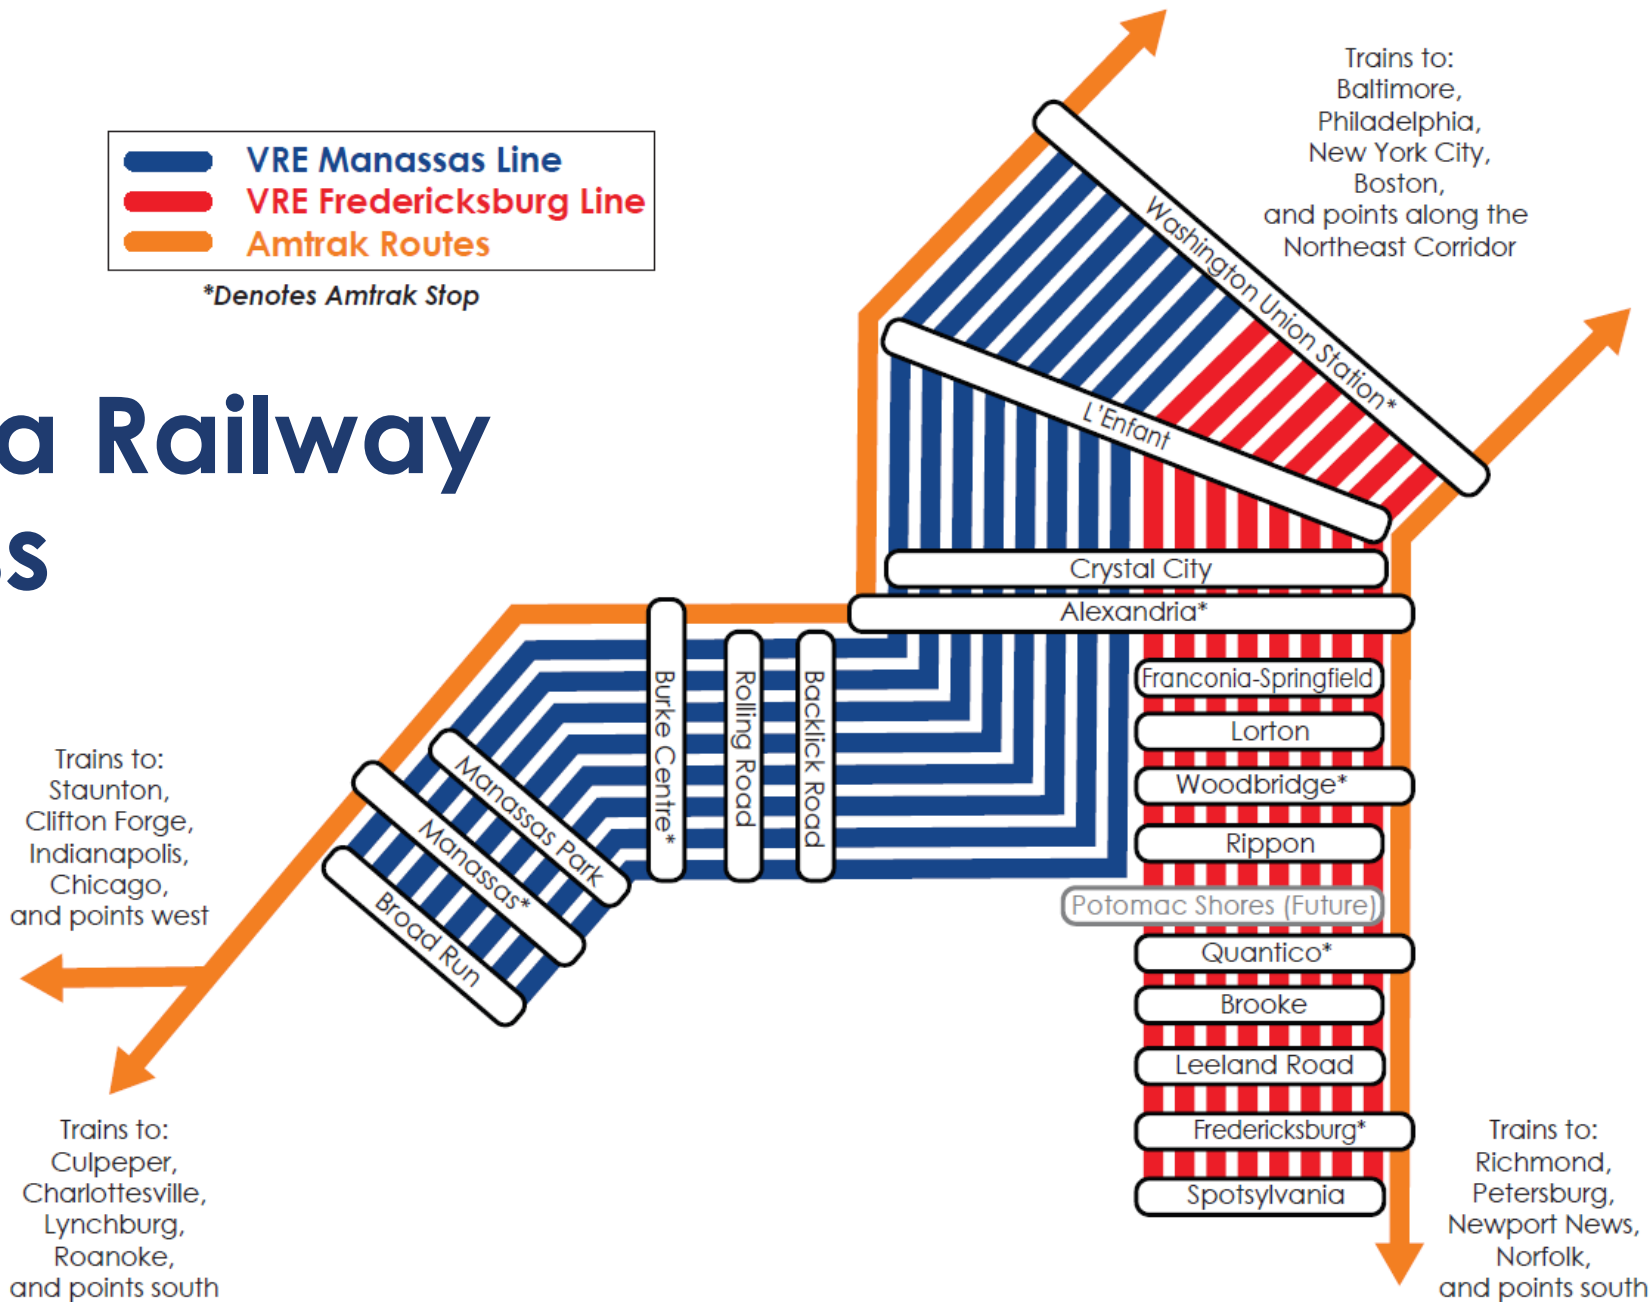 VRE Manassas Line
VRE Fredericksburg Line
Amtrak Routes
*Denotes Amtrak Stop
a Railway
s
Trains to:
Baltimore,
Philadelphia,
New York City,
Boston,
and points along the
Northeast Corridor
Washington Union Station*
L'Enfant
Crystal City
Alexandria*
Franconia-Springfield
Lorton
Woodbridge*
Rippon
Potomac Shores (Future)
Quantico*
Brooke
Leeland Road
Fredericksburg*
Spotsylvania
Backlick Road
Rolling Road
Burke Centre*
Manassas Park
Manassas*
Broad Run
Trains to:
Staunton,
Clifton Forge,
Indianapolis,
Chicago,
and points west
Trains to:
Culpeper,
Charlottesville,
Lynchburg,
Roanoke,
and points south
Trains to:
Richmond,
Petersburg,
Newport News,
Norfolk,
and points south